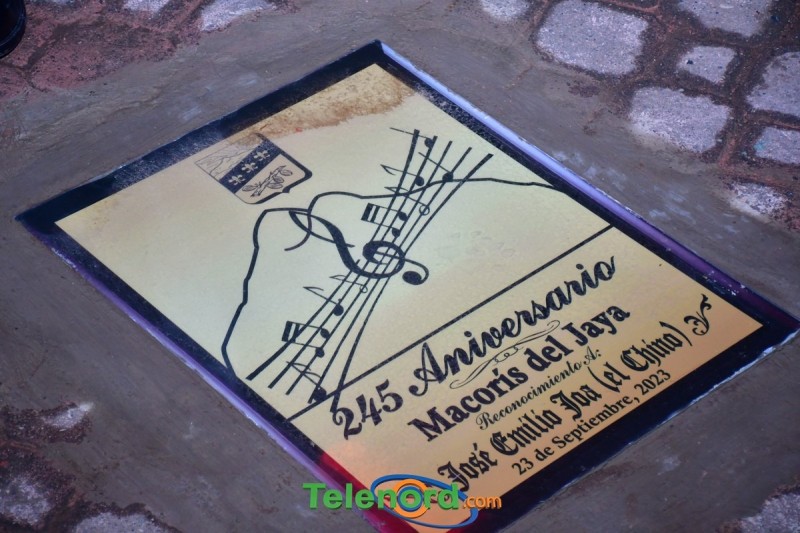 245 Aniversario
Macorís del Jaya
Reconocimiento A:
José Emilio Joa (el Chino)
23 de Septiembre, 2023
Telenord.com